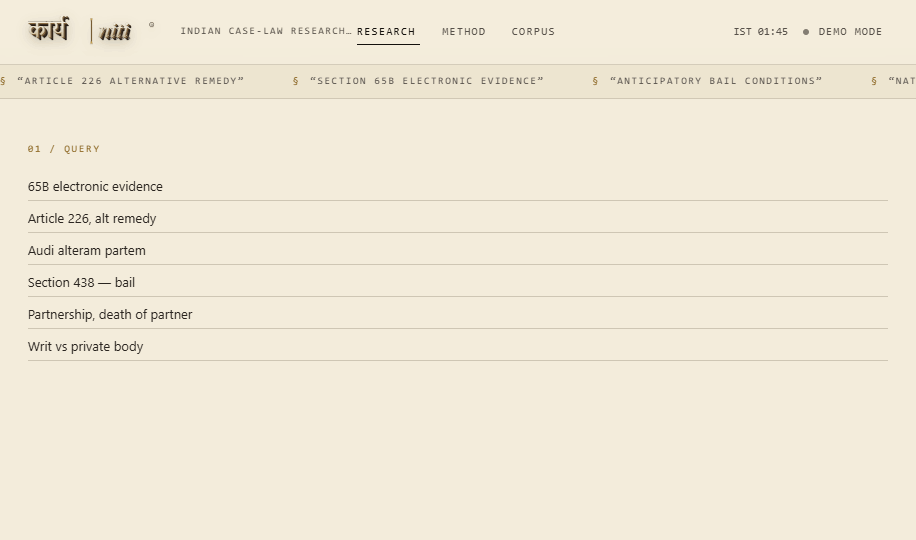 कार्य | niti ®
INDIAN CASE-LAW RESEARCH… RESEARCH METHOD CORPUS IST 01:45 ● DEMO MODE
§ “ARTICLE 226 ALTERNATIVE REMEDY” § “SECTION 65B ELECTRONIC EVIDENCE” § “ANTICIPATORY BAIL CONDITIONS” § “NAT
01 / QUERY
65B electronic evidence
Article 226, alt remedy
Audi alteram partem
Section 438 — bail
Partnership, death of partner
Writ vs private body